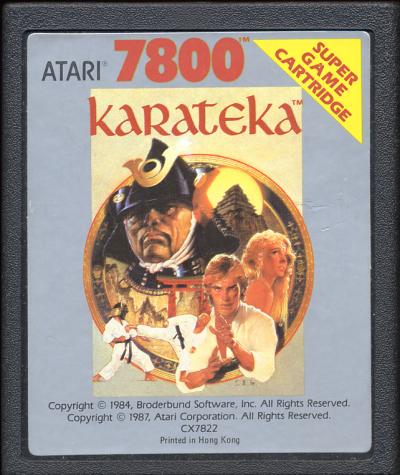 ATARI® 7800™
SUPER
GAME
CARTRIDGE
KARATEKA™
Copyright © 1984, Broderbund Software, Inc. All Rights Reserved.
Copyright © 1987, Atari Corporation. All Rights Reserved.
CX7822
Printed in Hong Kong